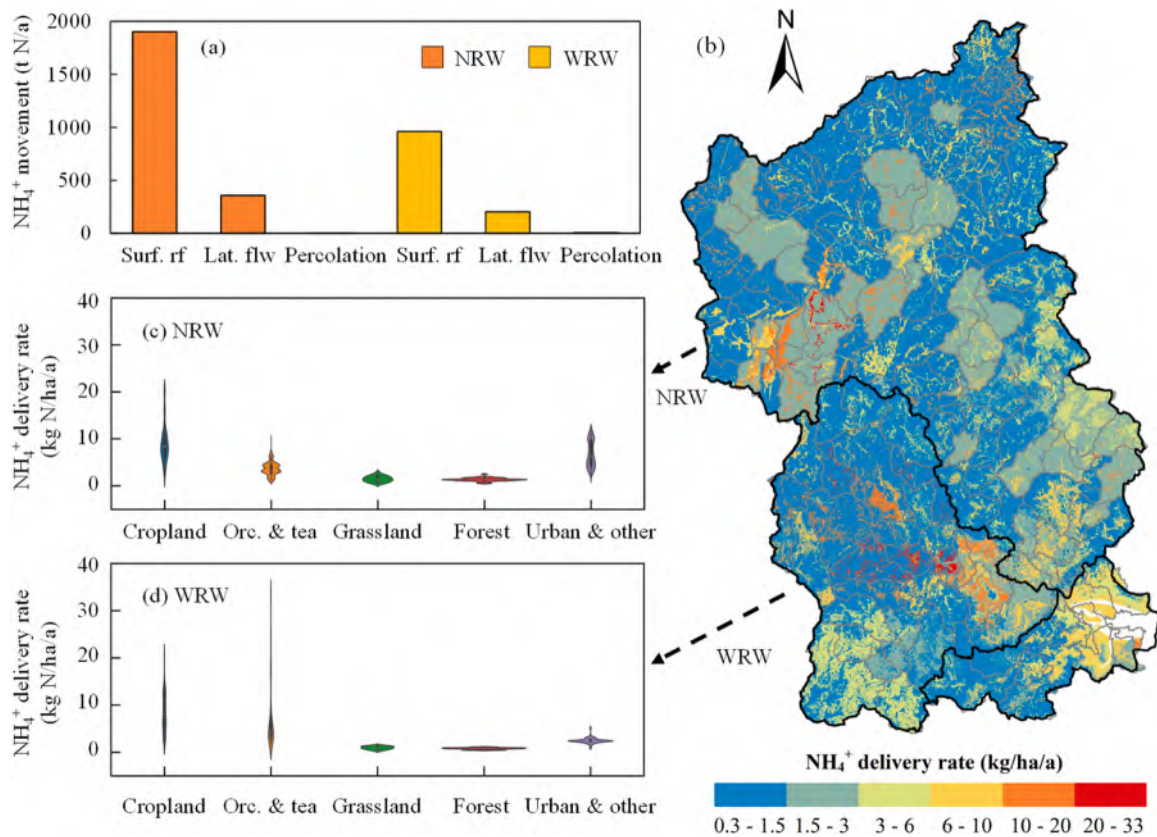 2000
1500
1000
500
0
NH₄⁺ movement (t N/a)
(a)
NRW
WRW
Surf. rf Lat. flw Percolation Surf. rf Lat. flw Percolation
(b)
N
40
30
20
10
0
NH₄⁺ delivery rate
(kg N/ha/a)
(c) NRW
Cropland Orc. & tea Grassland Forest Urban & other
NRW
40
30
20
10
0
NH₄⁺ delivery rate
(kg N/ha/a)
(d) WRW
Cropland Orc. & tea Grassland Forest Urban & other
WRW
NH₄⁺ delivery rate (kg/ha/a)
0.3 - 1.5 1.5 - 3 3 - 6 6 - 10 10 - 20 20 - 33